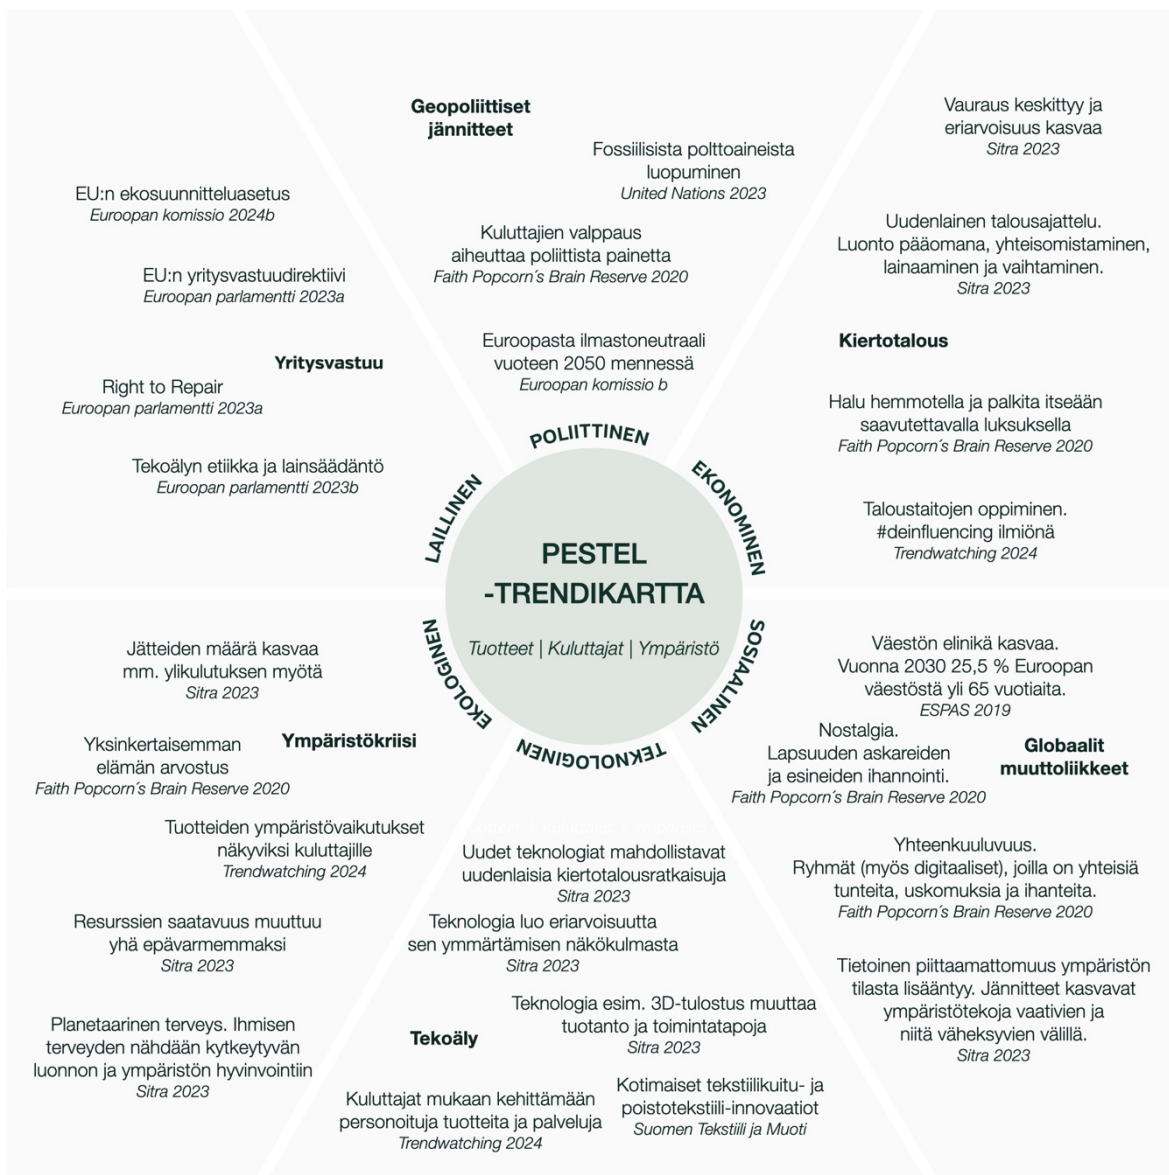 Geopoliittiset
jännitteet
Fossiilisista polttoaineista
luopuminen
United Nations 2023
Kuluttajien valppaus
aiheuttaa poliittista painetta
Faith Popcorn´s Brain Reserve 2020
Euroopasta ilmastoneutraali
vuoteen 2050 mennessä
Euroopan komissio b
Vauraus keskittyy ja
eriarvoisuus kasvaa
Sitra 2023
Uudenlainen talousajattelu.
Luonto pääomana, yhteisomistaminen,
lainaaminen ja vaihtaminen.
Sitra 2023
Kiertotalous
Halu hemmotella ja palkita itseään
saavutettavalla luksuksella
Faith Popcorn´s Brain Reserve 2020
Taloustaitojen oppiminen.
#deinfluencing ilmiönä
Trendwatching 2024
EU:n ekosuunnitteluasetus
Euroopan komissio 2024b
EU:n yritysvastuudirektiivi
Euroopan parlamentti 2023a
Yritysvastuu
Right to Repair
Euroopan parlamentti 2023a
Tekoälyn etiikka ja lainsäädäntö
Euroopan parlamentti 2023b
POLIITTINEN
EKONOMINEN
SOSIAALINEN
TEKNOLOGINEN
EKOLOGINEN
LAILLINEN
PESTEL
-TRENDIKARTTA
Tuotteet | Kuluttajat | Ympäristö
Jätteiden määrä kasvaa
mm. ylikulutuksen myötä
Sitra 2023
Ympäristökriisi
Yksinkertaisemman
elämän arvostus
Faith Popcorn´s Brain Reserve 2020
Tuotteiden ympäristövaikutukset
näkyviksi kuluttajille
Trendwatching 2024
Resurssien saatavuus muuttuu
yhä epävarmemmaksi
Sitra 2023
Planetaarinen terveys. Ihmisen
terveyden nähdään kytkeytyvän
luonnon ja ympäristön hyvinvointiin
Sitra 2023
Uudet teknologiat mahdollistavat
uudenlaisia kiertotalousratkaisuja
Sitra 2023
Teknologia luo eriarvoisuutta
sen ymmärtämisen näkökulmasta
Sitra 2023
Teknologia esim. 3D-tulostus muuttaa
tuotanto ja toimintatapoja
Sitra 2023
Tekoäly
Kuluttajat mukaan kehittämään
personoituja tuotteita ja palveluja
Trendwatching 2024
Kotimaiset tekstiilikuitu- ja
poistotekstiili-innovaatiot
Suomen Tekstiili ja Muoti
Väestön elinikä kasvaa.
Vuonna 2030 25,5 % Euroopan
väestöstä yli 65 vuotiaita.
ESPAS 2019
Nostalgia.
Lapsuuden askareiden
ja esineiden ihannointi.
Faith Popcorn´s Brain Reserve 2020
Globaalit
muuttoliikkeet
Yhteenkuuluvuus.
Ryhmät (myös digitaaliset), joilla on yhteisiä
tunteita, uskomuksia ja ihanteita.
Faith Popcorn´s Brain Reserve 2020
Tietoinen piittaamattomuus ympäristön
tilasta lisääntyy. Jännitteet kasvavat
ympäristötekoja vaativien ja
niitä väheksyvien välillä.
Sitra 2023